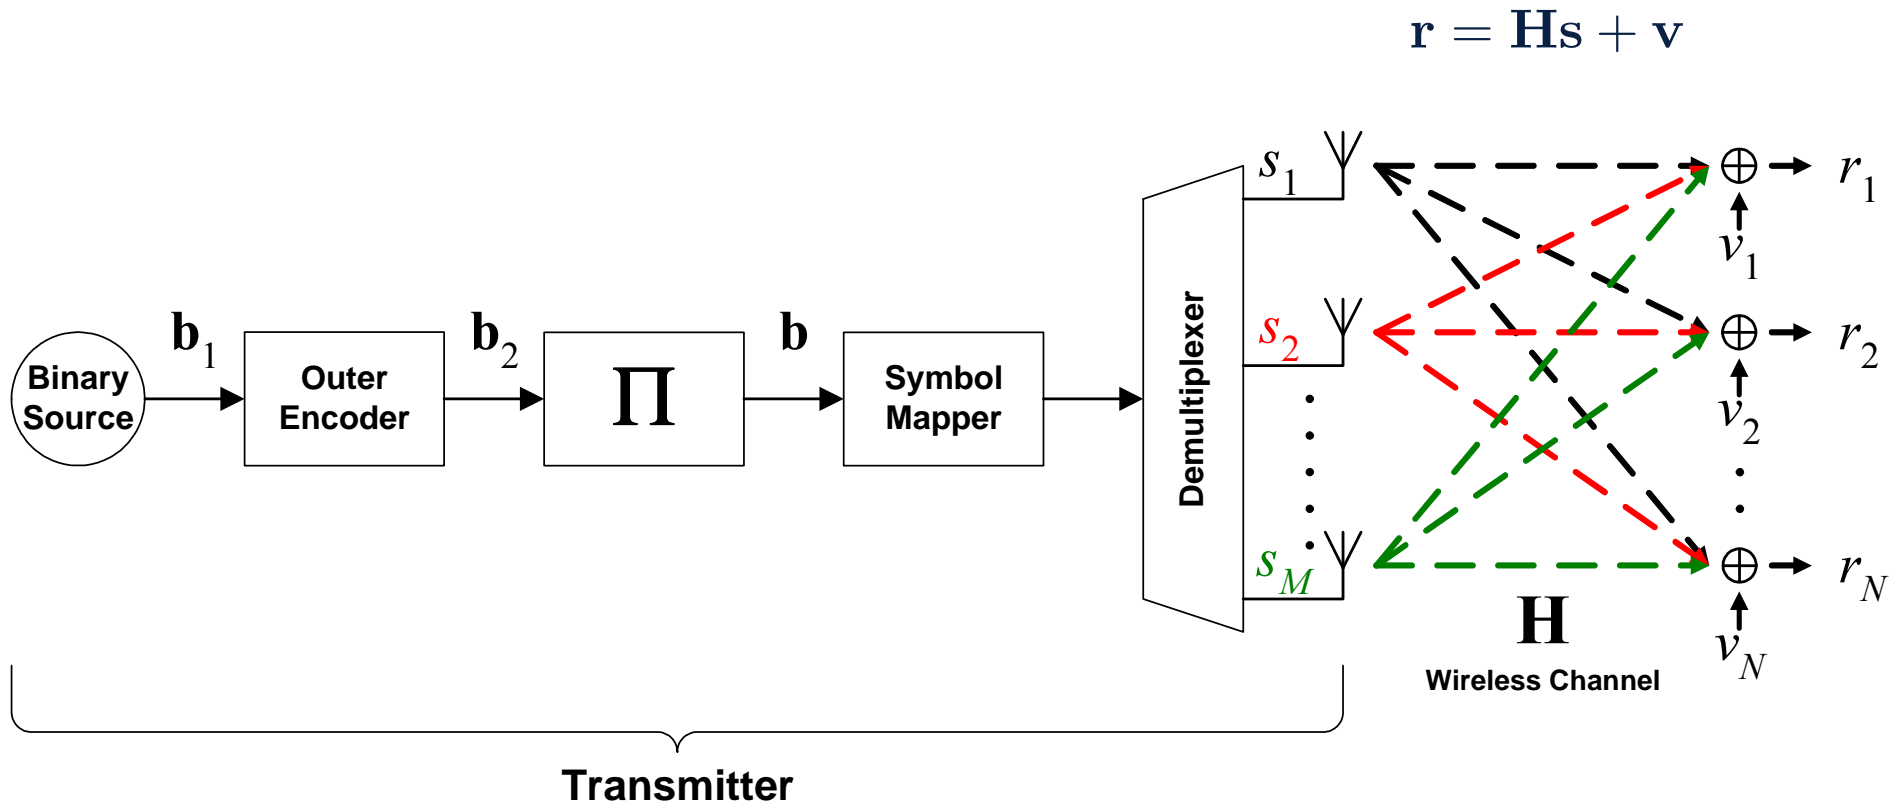 r = Hs + v
Binary
Source
b1
Outer
Encoder
b2
Π
b
Symbol
Mapper
Demultiplexer
s1
s2
sM
H
Wireless Channel
v1
v2
vN
r1
r2
rN
Transmitter